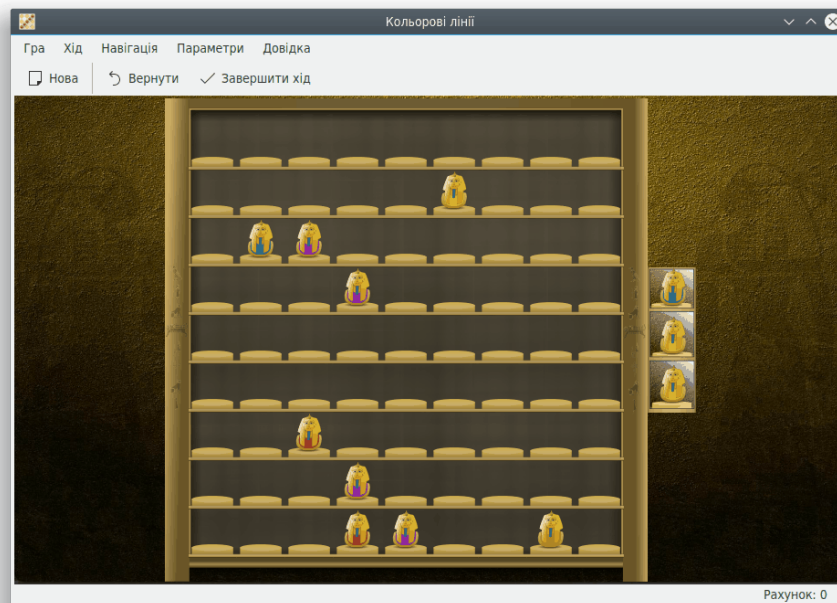 Кольорові лінії
Гра Хід Навігація Параметри Довідка
Нова Вернути Завершити хід
Рахунок: 0